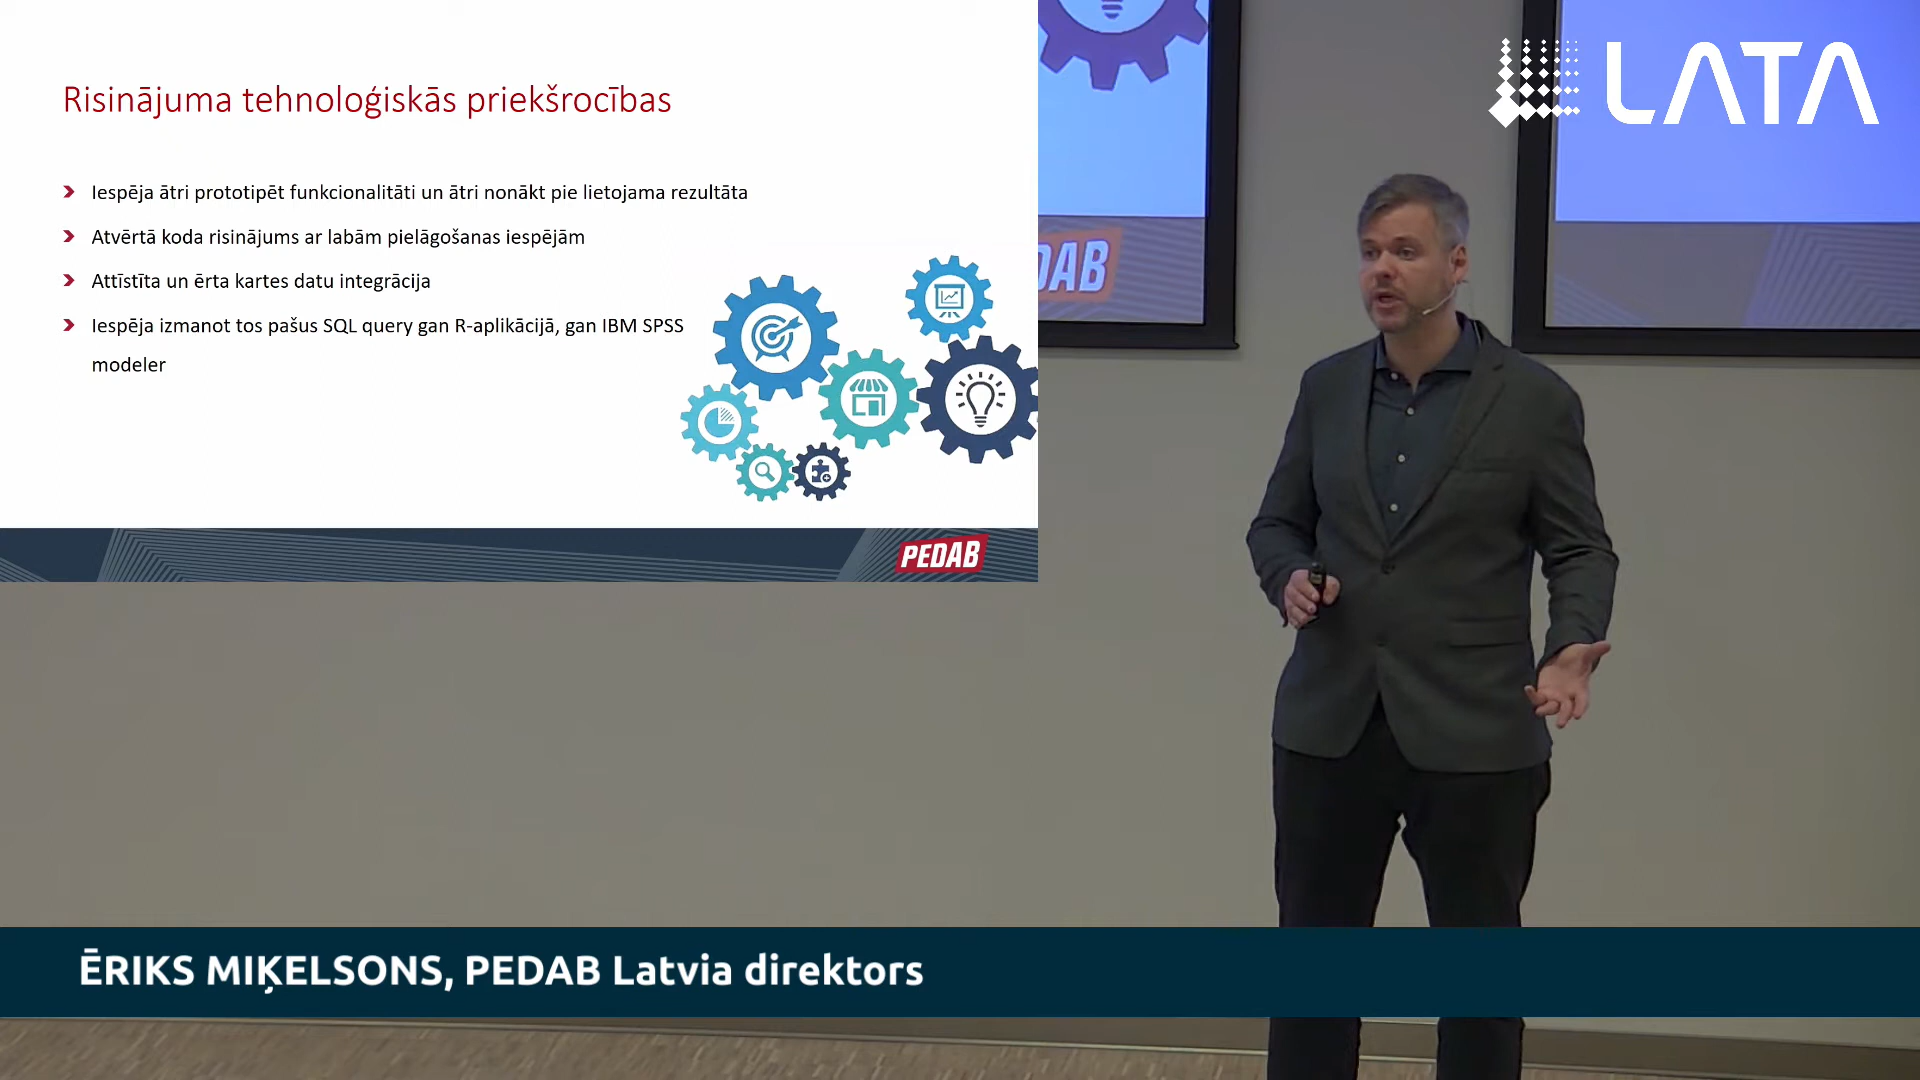 Risinājuma tehnoloģiskās priekšrocības
Iespēja ātri prototipēt funkcionalitāti un ātri nonākt pie lietojama rezultāta
Atvērtā koda risinājums ar labām pielāgošanas iespējām
Attīstīta un ērta kartes datu integrācija
Iespēja izmanot tos pašus SQL query gan R-aplikācijā, gan IBM SPSS
modeler
PEDAB
DAB
LATA
ĒRIKS MIĶELSONS, PEDAB Latvia direktors